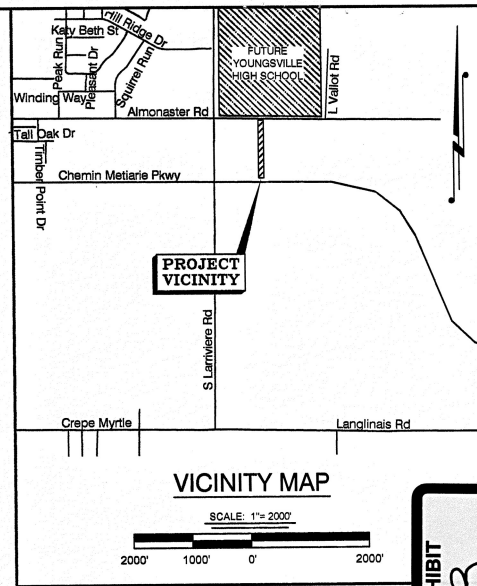 Hill Ridge Dr
Katy Beth St
Peak Run
Pleasant Dr
Squirrel Run
FUTURE
YOUNGSVILLE
HIGH SCHOOL
L Vallot Rd
Winding Way
Almonaster Rd
Tall Oak Dr
Timber Point Dr
Chemin Metiarie Pkwy
PROJECT
VICINITY
S Larriviere Rd
Crepe Myrtle
Langlinais Rd
VICINITY MAP
SCALE: 1"= 2000'
2000' 1000' 0' 2000'